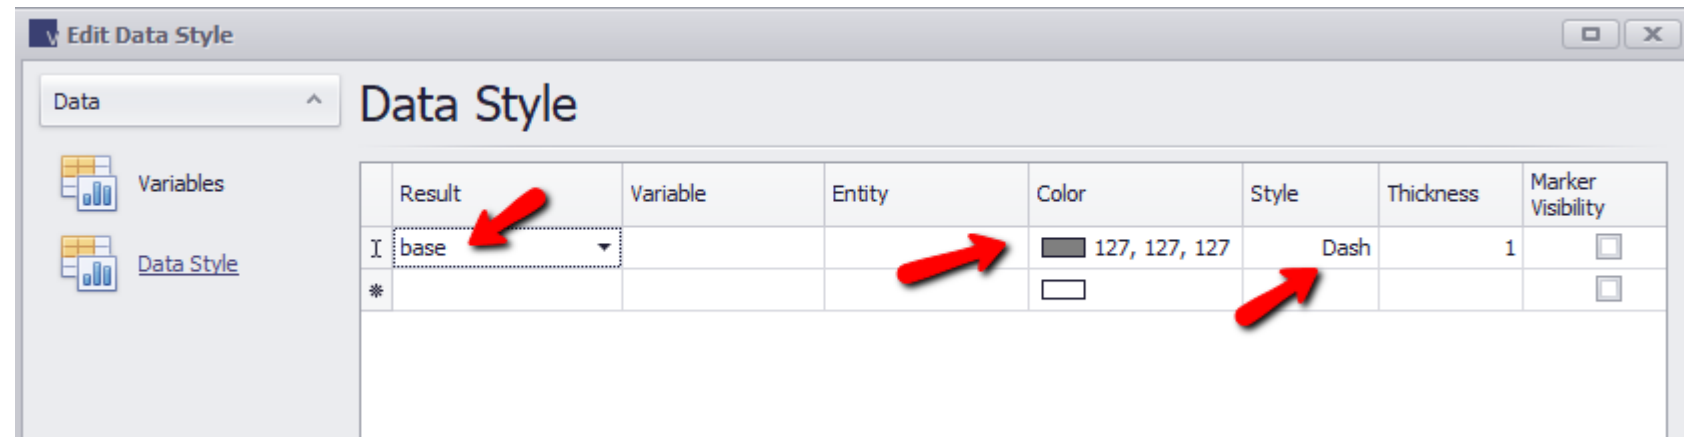 Edit Data Style
Data
Data Style
Variables
Data Style
Result Variable Entity Color Style Thickness Marker Visibility
base 127, 127, 127 Dash 1